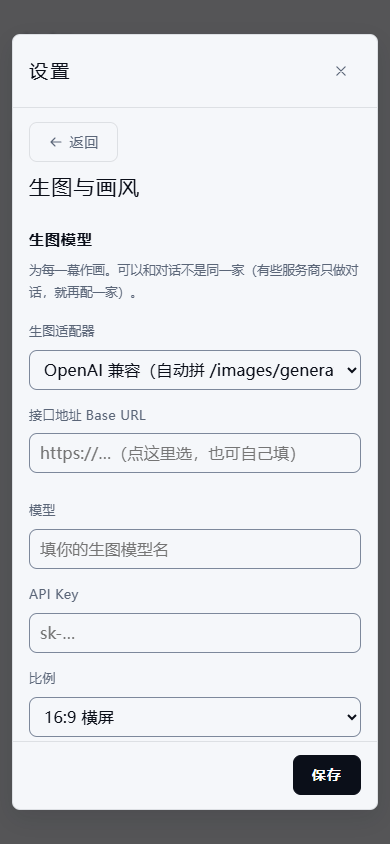 设置
← 返回
生图与画风
生图模型
为每一幕作画。可以和对话不是同一家（有些服务商只做对
话，就再配一家）。
生图适配器
OpenAI 兼容（自动拼 /images/genera
接口地址 Base URL
https://...（点这里选，也可自己填）
模型
填你的生图模型名
API Key
sk-...
比例
16:9 横屏
保存